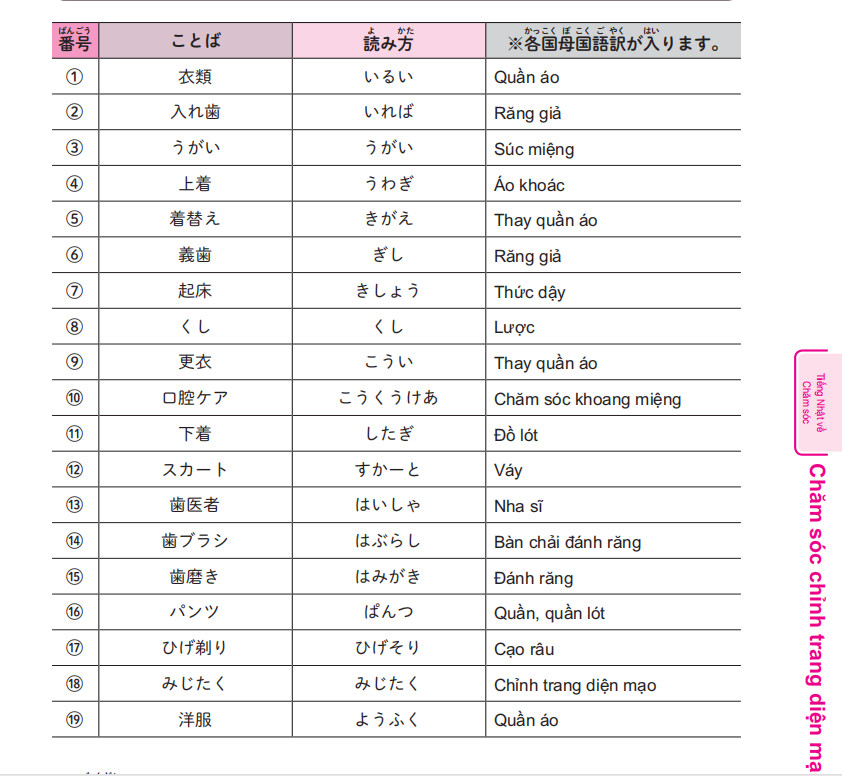 番号 ことば 読み方 ※各国母国語訳が入ります。
ばんごう よ かた かっこく ぼ こく ご やく はい
① 衣類 いるい Quần áo
② 入れ歯 いれば Răng giả
③ うがい うがい Súc miệng
④ 上着 うわぎ Áo khoác
⑤ 着替え きがえ Thay quần áo
⑥ 義歯 ぎし Răng giả
⑦ 起床 きしょう Thức dậy
⑧ くし くし Lược
⑨ 更衣 こうい Thay quần áo
⑩ 口腔ケア こうくうけあ Chăm sóc khoang miệng
⑪ 下着 したぎ Đồ lót
⑫ スカート すかーと Váy
⑬ 歯医者 はいしゃ Nha sĩ
⑭ 歯ブラシ はぶらし Bàn chải đánh răng
⑮ 歯磨き はみがき Đánh răng
⑯ パンツ ぱんつ Quần, quần lót
⑰ ひげ剃り ひげそり Cạo râu
⑱ みじたく みじたく Chỉnh trang diện mạo
⑲ 洋服 ようふく Quần áo
Tiếng Nhật về
Chăm sóc
Chăm sóc chỉnh trang diện mạ